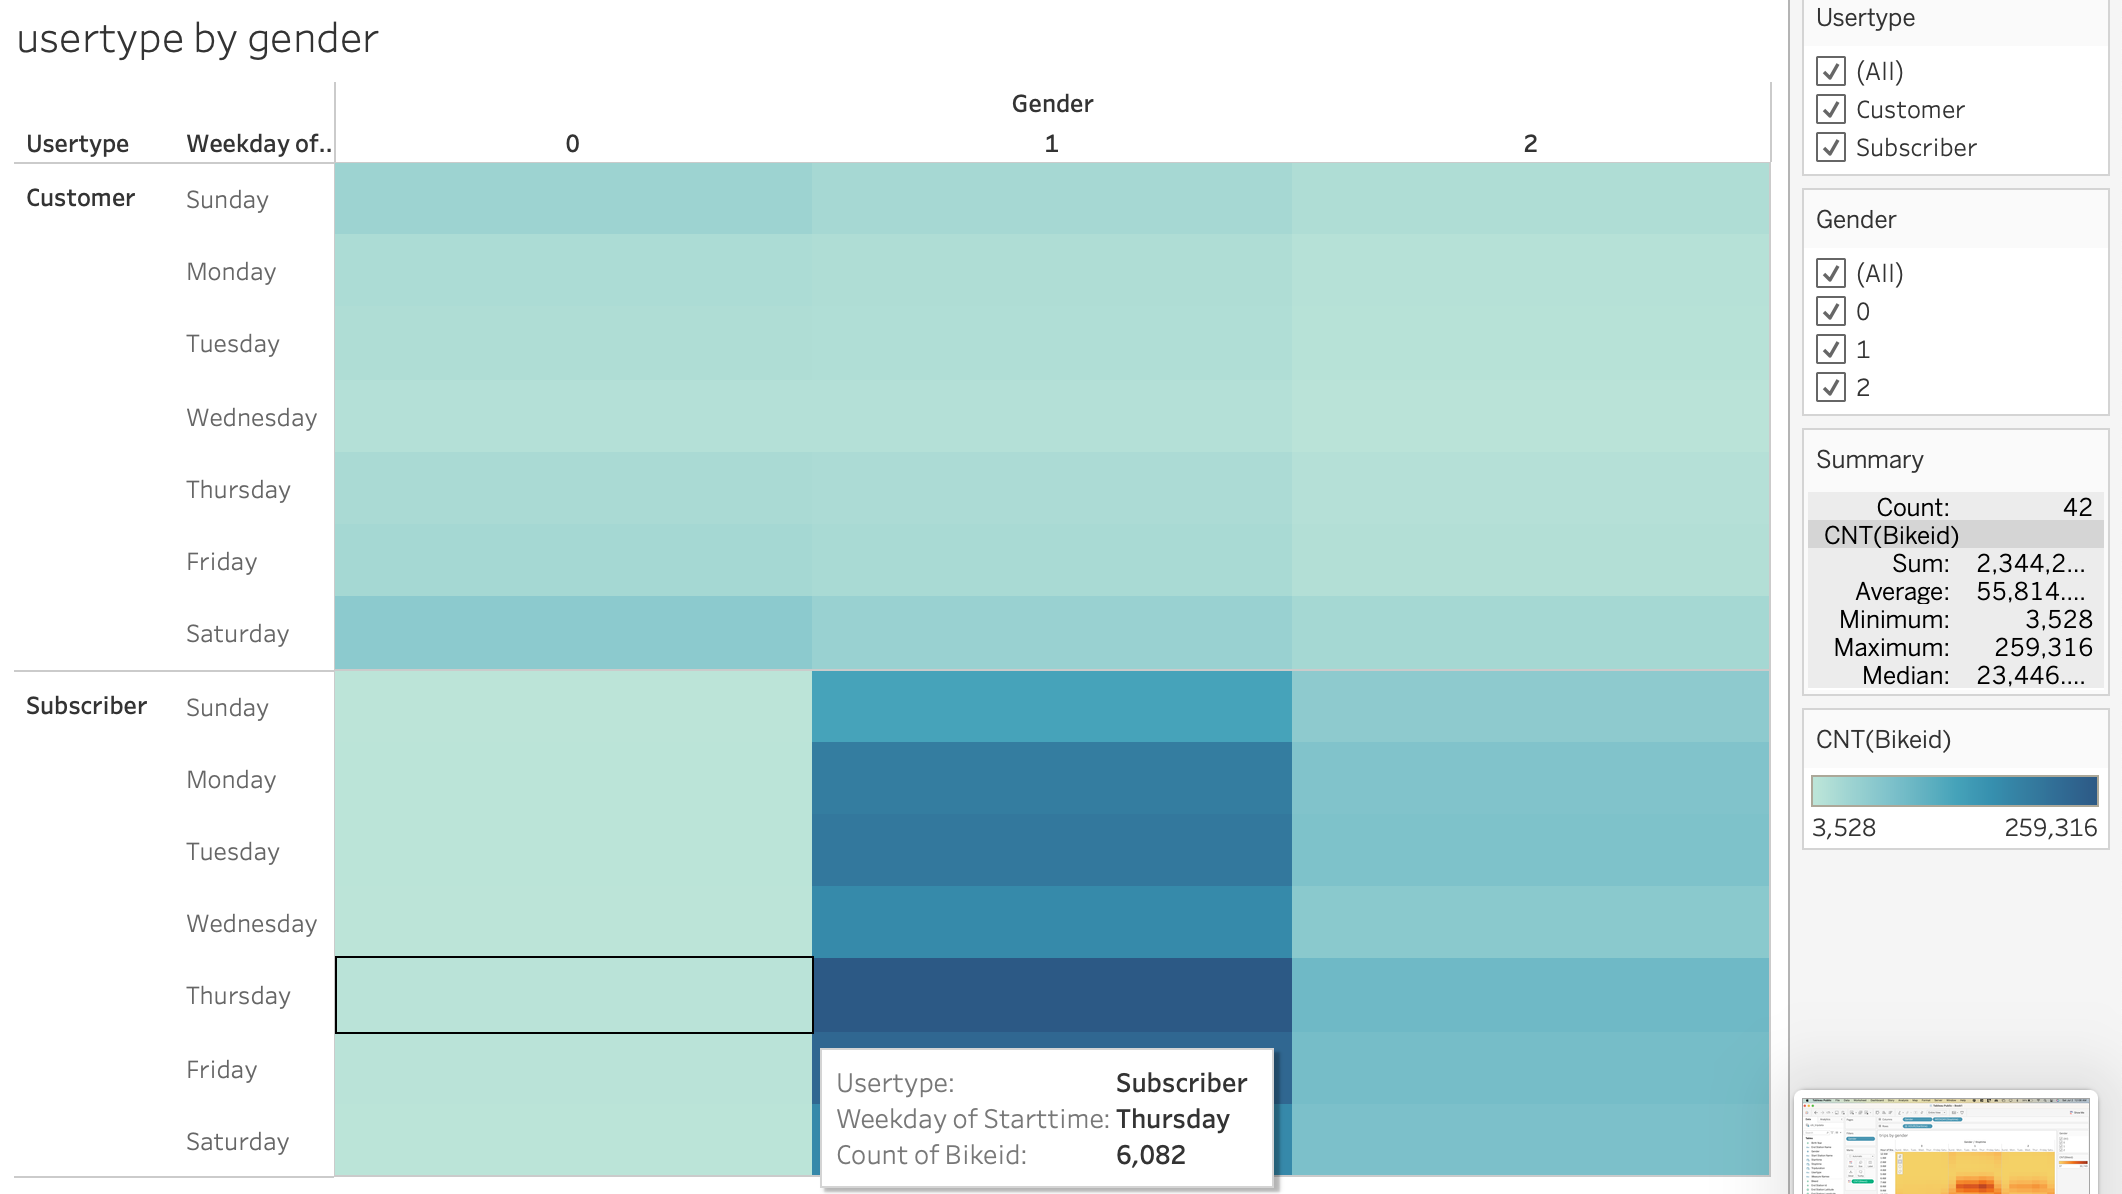 usertype by gender
Gender
Usertype Weekday of.. 0 1 2
Customer Sunday
Monday
Tuesday
Wednesday
Thursday
Friday
Saturday
Subscriber Sunday
Monday
Tuesday
Wednesday
Thursday
Friday
Saturday
Usertype: Subscriber
Weekday of Starttime: Thursday
Count of Bikeid: 6,082
Usertype
(All)
Customer
Subscriber
Gender
(All)
0
1
2
Summary
Count: 42
CNT(Bikeid)
Sum: 2,344,2...
Average: 55,814....
Minimum: 3,528
Maximum: 259,316
Median: 23,446....
CNT(Bikeid)
3,528 259,316